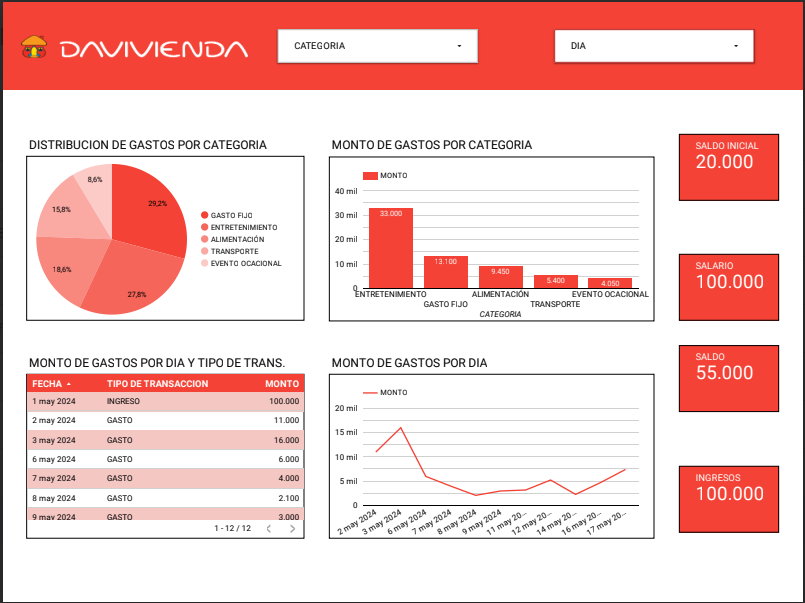 DAVIVIENDA
CATEGORIA
DIA
DISTRIBUCION DE GASTOS POR CATEGORIA
8,6%
29,2%
15,8%
18,6%
27,8%
GASTO FIJO
ENTRETENIMIENTO
ALIMENTACIÓN
TRANSPORTE
EVENTO OCACIONAL
MONTO DE GASTOS POR CATEGORIA
MONTO
40 mil
30 mil
20 mil
10 mil
0
33.000
13.100
9.450
5.400
4.050
ENTRETENIMIENTO
GASTO FIJO
ALIMENTACIÓN
TRANSPORTE
EVENTO OCACIONAL
CATEGORIA
SALDO INICIAL
20.000
SALARIO
100.000
MONTO DE GASTOS POR DIA Y TIPO DE TRANS.
FECHA TIPO DE TRANSACCION MONTO
1 may 2024 INGRESO 100.000
2 may 2024 GASTO 11.000
3 may 2024 GASTO 16.000
6 may 2024 GASTO 6.000
7 may 2024 GASTO 4.000
8 may 2024 GASTO 2.100
9 may 2024 GASTO 3.000
1 - 12 / 12
MONTO DE GASTOS POR DIA
MONTO
20 mil
15 mil
10 mil
5 mil
0
2 may 2024
3 may 2024
6 may 2024
7 may 2024
8 may 2024
9 may 2024
11 may 20...
12 may 20...
14 may 20...
16 may 20...
17 may 20...
SALDO
55.000
INGRESOS
100.000